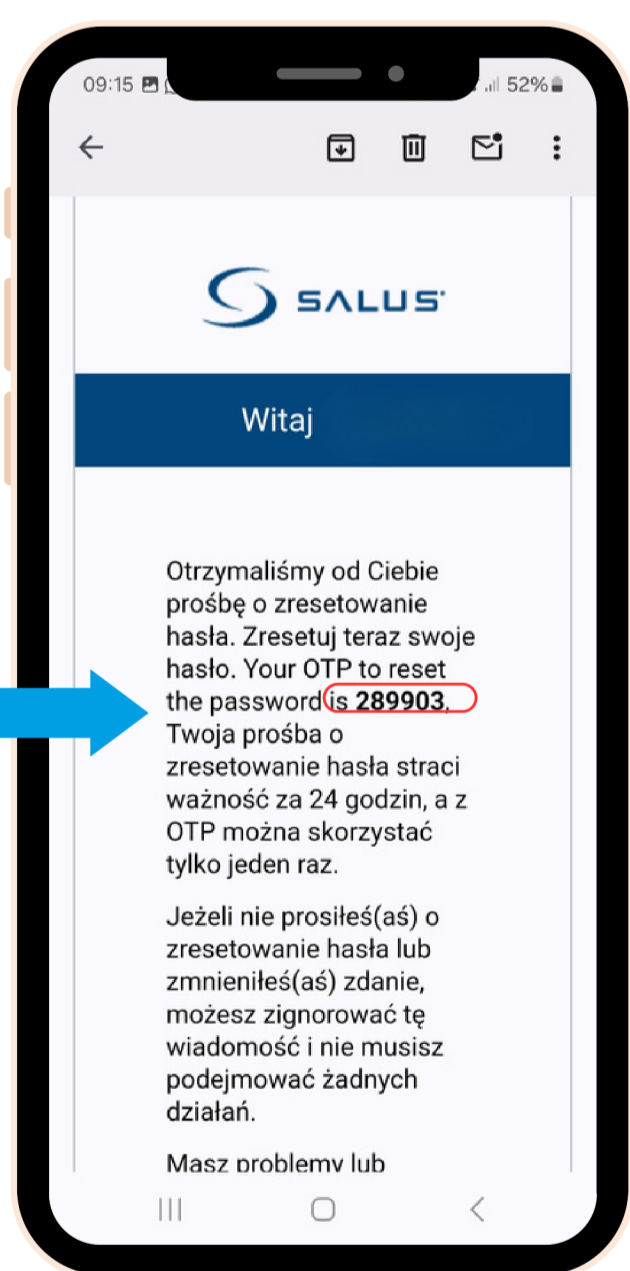 09:15
52%
SALUS
Witaj
Otrzymaliśmy od Ciebie
prośbę o zresetowanie
hasła. Zresetuj teraz swoje
hasło. Your OTP to reset
the password is 289903.
Twoja prośba o
zresetowanie hasła straci
ważność za 24 godzin, a z
OTP można skorzystać
tylko jeden raz.
Jeżeli nie prosiłeś(aś) o
zresetowanie hasła lub
zmnieniłeś(aś) zdanie,
możesz zignorować tę
wiadomość i nie musisz
podejmować żadnych
działań.
Masz problemy lub